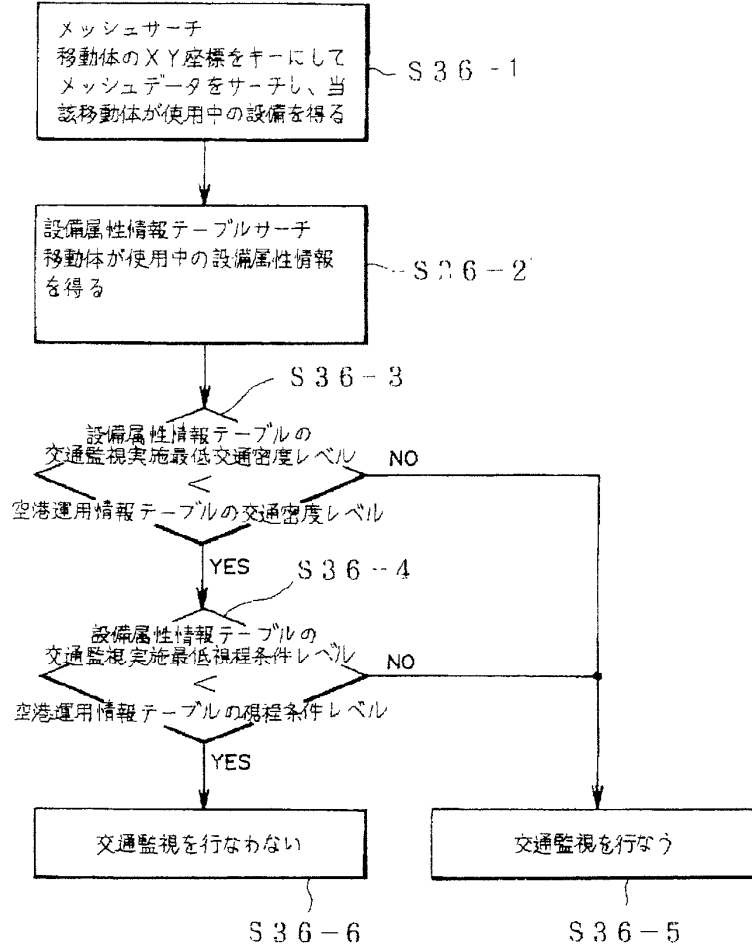 メッシュサーチ
移動体のXY座標をキーにして
メッシュデータをサーチし、当
該移動体が使用中の設備を得る
S36-1
設備属性情報テーブルサーチ
移動体が使用中の設備属性情報
を得る
S36-2
S36-3
設備属性情報テーブルの
交通監視実施最低交通密度レベル
<
空港運用情報テーブルの交通密度レベル
NO
YES
S36-4
設備属性情報テーブルの
交通監視実施最低視程条件レベル
<
空港運用情報テーブルの視程条件レベル
NO
YES
交通監視を行なわない
交通監視を行なう
S36-6
S36-5